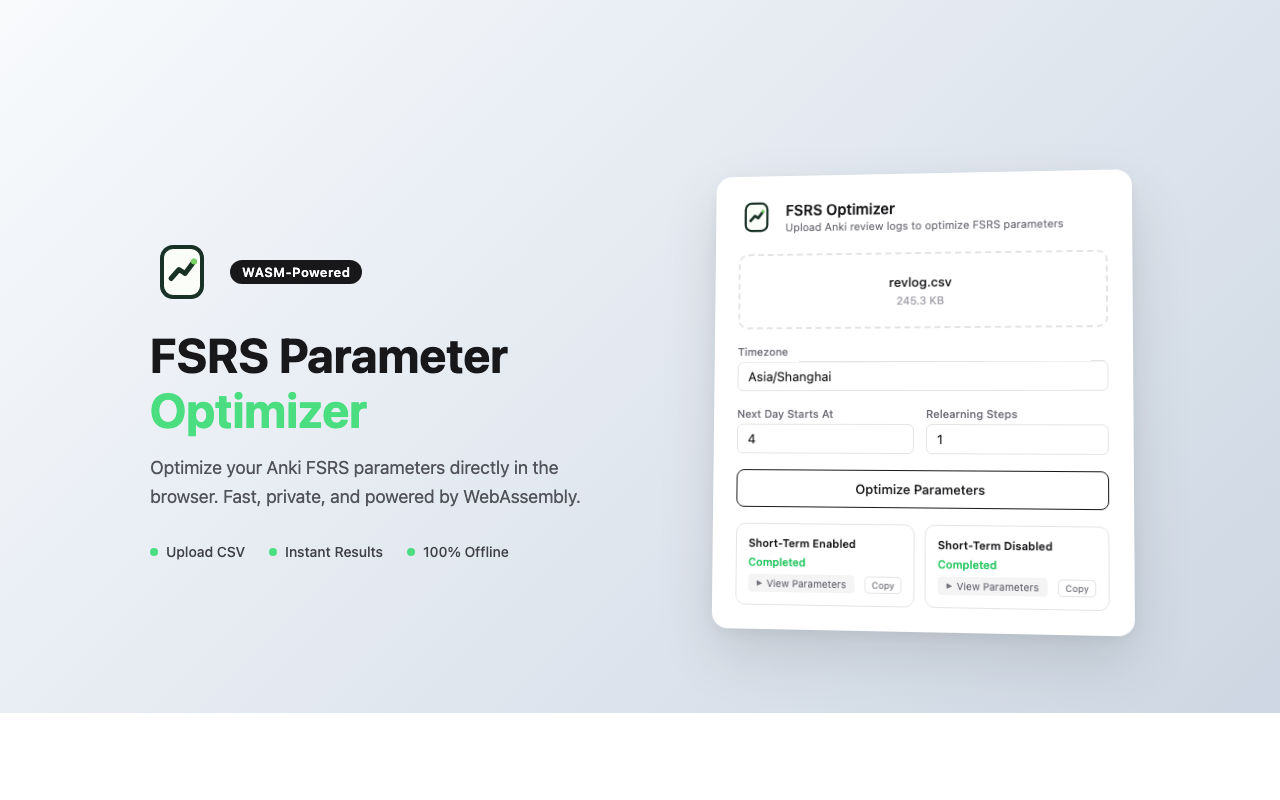 WASM-Powered
FSRS Parameter
Optimizer
Optimize your Anki FSRS parameters directly in the
browser. Fast, private, and powered by WebAssembly.
Upload CSV
Instant Results
100% Offline
FSRS Optimizer
Upload Anki review logs to optimize FSRS parameters
revlog.csv
245.3 KB
Timezone
Asia/Shanghai
Next Day Starts At
Relearning Steps
4
1
Optimize Parameters
Short-Term Enabled
Completed
▸ View Parameters
Copy
Short-Term Disabled
Completed
▸ View Parameters
Copy